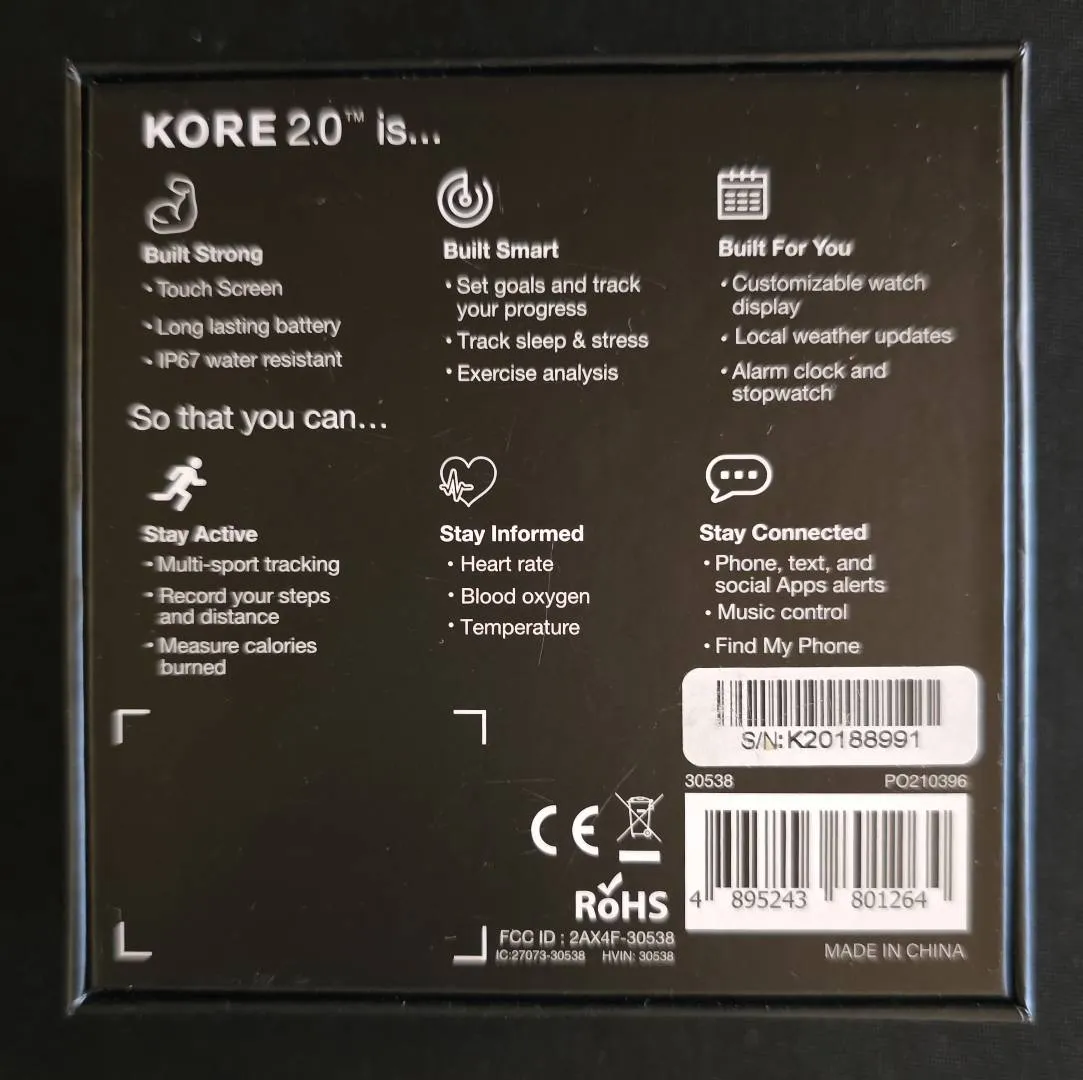 KORE 2.0™ is...
Built Strong
• Touch Screen
• Long lasting battery
• IP67 water resistant
Built Smart
• Set goals and track
your progress
• Track sleep & stress
• Exercise analysis
Built For You
• Customizable watch
display
• Local weather updates
• Alarm clock and
stopwatch
So that you can...
Stay Active
• Multi-sport tracking
• Record your steps
and distance
• Measure calories
burned
Stay Informed
• Heart rate
• Blood oxygen
• Temperature
Stay Connected
• Phone, text, and
social Apps alerts
• Music control
• Find My Phone
S/N:K20188991
30538 PO210396
CE
RoHS
4 895243 801264
FCC ID : 2AX4F-30538
IC:27073-30538 HVIN: 30538
MADE IN CHINA